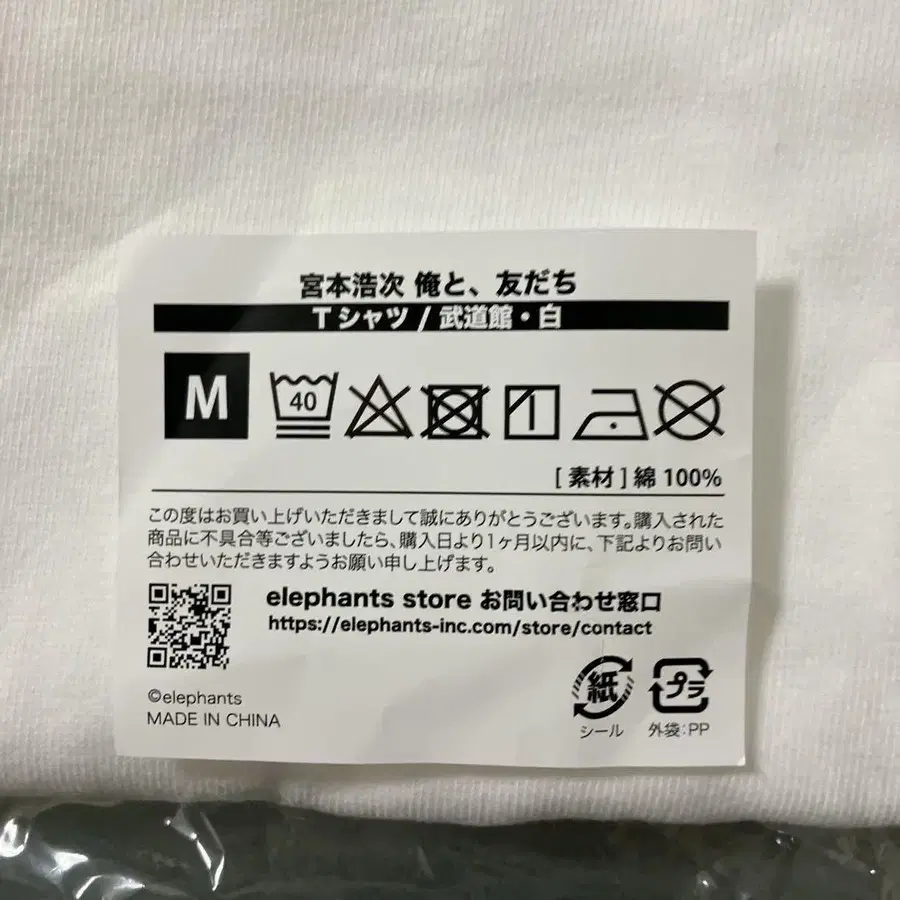 宮本浩次 俺と、友だち
Tシャツ / 武道館・白
M
40
[ 素材 ] 綿 100%
この度はお買い上げいただきまして誠にありがとうございます。購入された
商品に不具合等ございましたら、購入日より1ヶ月以内に、下記よりお問い
合わせいただきますようお願い申し上げます。
elephants store お問い合わせ窓口
https://elephants-inc.com/store/contact
©elephants
MADE IN CHINA
紙
シール
プラ
外袋:PP